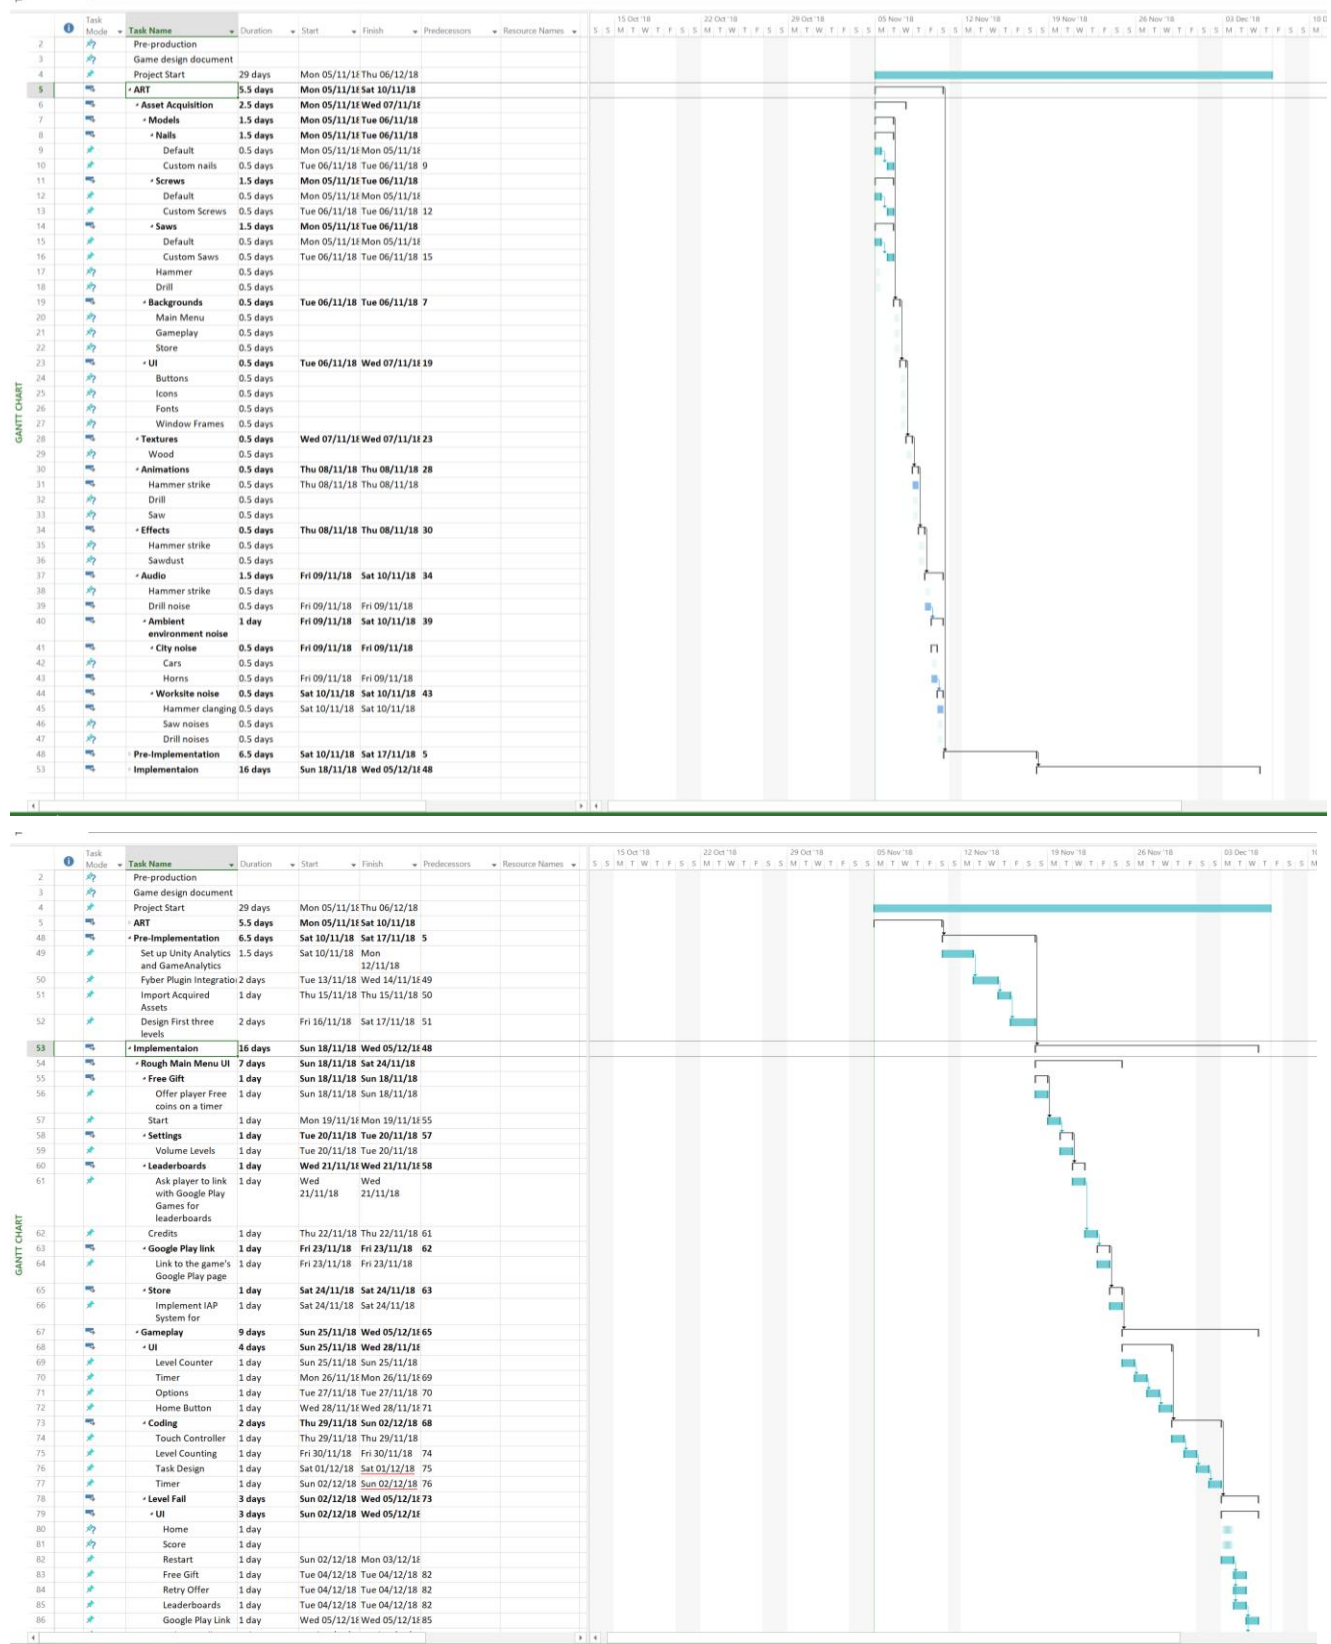 Task Mode Task Name Duration Start Finish Predecessors Resource Names 15 Oct '18 22 Oct '18 29 Oct '18 05 Nov '18 12 Nov '18 19 Nov '18 26 Nov '18 03 Dec '18 10 D
S S M T W T F S S M T W T F S S M T W T F S S M T W T F S S M T W T F S S M T W T F S S M T W T F S S M T W T F S S M
2 Pre-production
3 Game design document
4 Project Start 29 days Mon 05/11/18 Thu 06/12/18
5 ART 5.5 days Mon 05/11/18 Sat 10/11/18
6 Asset Acquisition 2.5 days Mon 05/11/18 Wed 07/11/18
7 Models 1.5 days Mon 05/11/18 Tue 06/11/18
8 Nails 1.5 days Mon 05/11/18 Tue 06/11/18
9 Default 0.5 days Mon 05/11/18 Mon 05/11/18
10 Custom nails 0.5 days Tue 06/11/18 Tue 06/11/18 9
11 Screws 1.5 days Mon 05/11/18 Tue 06/11/18
12 Default 0.5 days Mon 05/11/18 Mon 05/11/18
13 Custom Screws 0.5 days Tue 06/11/18 Tue 06/11/18 12
14 Saws 1.5 days Mon 05/11/18 Tue 06/11/18
15 Default 0.5 days Mon 05/11/18 Mon 05/11/18
16 Custom Saws 0.5 days Tue 06/11/18 Tue 06/11/18 15
17 Hammer 0.5 days
18 Drill 0.5 days
19 Backgrounds 0.5 days Tue 06/11/18 Tue 06/11/18 7
20 Main Menu 0.5 days
21 Gameplay 0.5 days
22 Store 0.5 days
23 UI 0.5 days Tue 06/11/18 Wed 07/11/18 19
24 Buttons 0.5 days
25 Icons 0.5 days
26 Fonts 0.5 days
27 Window Frames 0.5 days
28 Textures 0.5 days Wed 07/11/18 Wed 07/11/18 23
29 Wood 0.5 days
30 Animations 0.5 days Thu 08/11/18 Thu 08/11/18 28
31 Hammer strike 0.5 days Thu 08/11/18 Thu 08/11/18
32 Drill 0.5 days
33 Saw 0.5 days
34 Effects 0.5 days Thu 08/11/18 Thu 08/11/18 30
35 Hammer strike 0.5 days
36 Sawdust 0.5 days
37 Audio 1.5 days Fri 09/11/18 Sat 10/11/18 34
38 Hammer strike 0.5 days
39 Drill noise 0.5 days Fri 09/11/18 Fri 09/11/18
40 Ambient 1 day Fri 09/11/18 Sat 10/11/18 39
environment noise
41 City noise 0.5 days Fri 09/11/18 Fri 09/11/18
42 Cars 0.5 days
43 Horns 0.5 days Fri 09/11/18 Fri 09/11/18
44 Worksite noise 0.5 days Sat 10/11/18 Sat 10/11/18 43
45 Hammer clanging 0.5 days Sat 10/11/18 Sat 10/11/18
46 Saw noises 0.5 days
47 Drill noises 0.5 days
48 Pre-Implementation 6.5 days Sat 10/11/18 Sat 17/11/18 5
53 Implementaion 16 days Sun 18/11/18 Wed 05/12/18 48
GANTT CHART
Task Mode Task Name Duration Start Finish Predecessors Resource Names 15 Oct '18 22 Oct '18 29 Oct '18 05 Nov '18 12 Nov '18 19 Nov '18 26 Nov '18 03 Dec '18 10
S S M T W T F S S M T W T F S S M T W T F S S M T W T F S S M T W T F S S M T W T F S S M T W T F S S M T W T F S S M
2 Pre-production
3 Game design document
4 Project Start 29 days Mon 05/11/18 Thu 06/12/18
5 ART 5.5 days Mon 05/11/18 Sat 10/11/18
48 Pre-Implementation 6.5 days Sat 10/11/18 Sat 17/11/18 5
49 Set up Unity Analytics 1.5 days Sat 10/11/18 Mon
and GameAnalytics 12/11/18
50 Fyber Plugin Integratio 2 days Tue 13/11/18 Wed 14/11/18 49
51 Import Acquired 1 day Thu 15/11/18 Thu 15/11/18 50
Assets
52 Design First three 2 days Fri 16/11/18 Sat 17/11/18 51
levels
53 Implementaion 16 days Sun 18/11/18 Wed 05/12/18 48
54 Rough Main Menu UI 7 days Sun 18/11/18 Sat 24/11/18
55 Free Gift 1 day Sun 18/11/18 Sun 18/11/18
56 Offer player Free 1 day Sun 18/11/18 Sun 18/11/18
coins on a timer
57 Start 1 day Mon 19/11/18 Mon 19/11/18 55
58 Settings 1 day Tue 20/11/18 Tue 20/11/18 57
59 Volume Levels 1 day Tue 20/11/18 Tue 20/11/18
60 Leaderboards 1 day Wed 21/11/18 Wed 21/11/18 58
61 Ask player to link 1 day Wed Wed
with Google Play 21/11/18 21/11/18
Games for
leaderboards
62 Credits 1 day Thu 22/11/18 Thu 22/11/18 61
63 Google Play link 1 day Fri 23/11/18 Fri 23/11/18 62
64 Link to the game's 1 day Fri 23/11/18 Fri 23/11/18
Google Play page
65 Store 1 day Sat 24/11/18 Sat 24/11/18 63
66 Implement IAP 1 day Sat 24/11/18 Sat 24/11/18
System for
67 Gameplay 9 days Sun 25/11/18 Wed 05/12/18 65
68 UI 4 days Sun 25/11/18 Wed 28/11/18
69 Level Counter 1 day Sun 25/11/18 Sun 25/11/18
70 Timer 1 day Mon 26/11/18 Mon 26/11/18 69
71 Options 1 day Tue 27/11/18 Tue 27/11/18 70
72 Home Button 1 day Wed 28/11/18 Wed 28/11/18 71
73 Coding 2 days Thu 29/11/18 Sun 02/12/18 68
74 Touch Controller 1 day Thu 29/11/18 Thu 29/11/18
75 Level Counting 1 day Fri 30/11/18 Fri 30/11/18 74
76 Task Design 1 day Sat 01/12/18 Sat 01/12/18 75
77 Timer 1 day Sun 02/12/18 Sun 02/12/18 76
78 Level Fail 3 days Sun 02/12/18 Wed 05/12/18 73
79 UI 3 days Sun 02/12/18 Wed 05/12/18
80 Home 1 day
81 Score 1 day
82 Restart 1 day Sun 02/12/18 Mon 03/12/18
83 Free Gift 1 day Tue 04/12/18 Tue 04/12/18 82
84 Retry Offer 1 day Tue 04/12/18 Tue 04/12/18 82
85 Leaderboards 1 day Tue 04/12/18 Tue 04/12/18 82
86 Google Play Link 1 day Wed 05/12/18 Wed 05/12/18 85
GANTT CHART